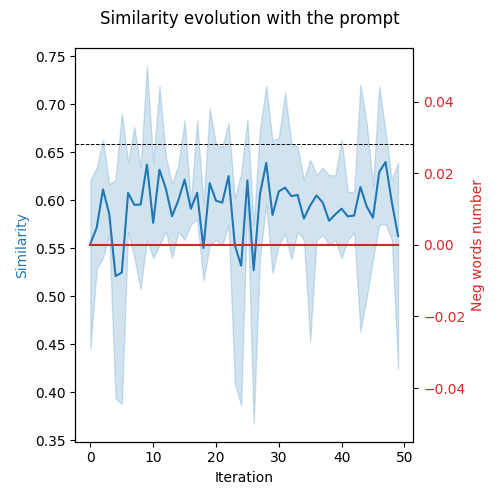 Similarity evolution with the prompt
0.75
0.70
0.65
0.60
0.55
0.50
0.45
0.40
0.35
Similarity
0.04
0.02
0.00
−0.02
−0.04
Neg words number
0 10 20 30 40 50
Iteration